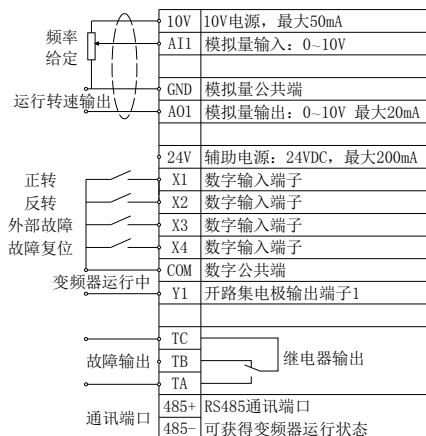 10V 10V电源，最大50mA
频率给定
AI1 模拟量输入：0~10V
GND 模拟量公共端
运行转速输出
AO1 模拟量输出：0~10V 最大20mA
24V 辅助电源：24VDC，最大200mA
正转 X1 数字输入端子
反转 X2 数字输入端子
外部故障 X3 数字输入端子
故障复位 X4 数字输入端子
COM 数字公共端
变频器运行中
Y1 开路集电极输出端子1
TC
故障输出 TB 继电器输出
TA
通讯端口
485+ RS485通讯端口
485- 可获得变频器运行状态